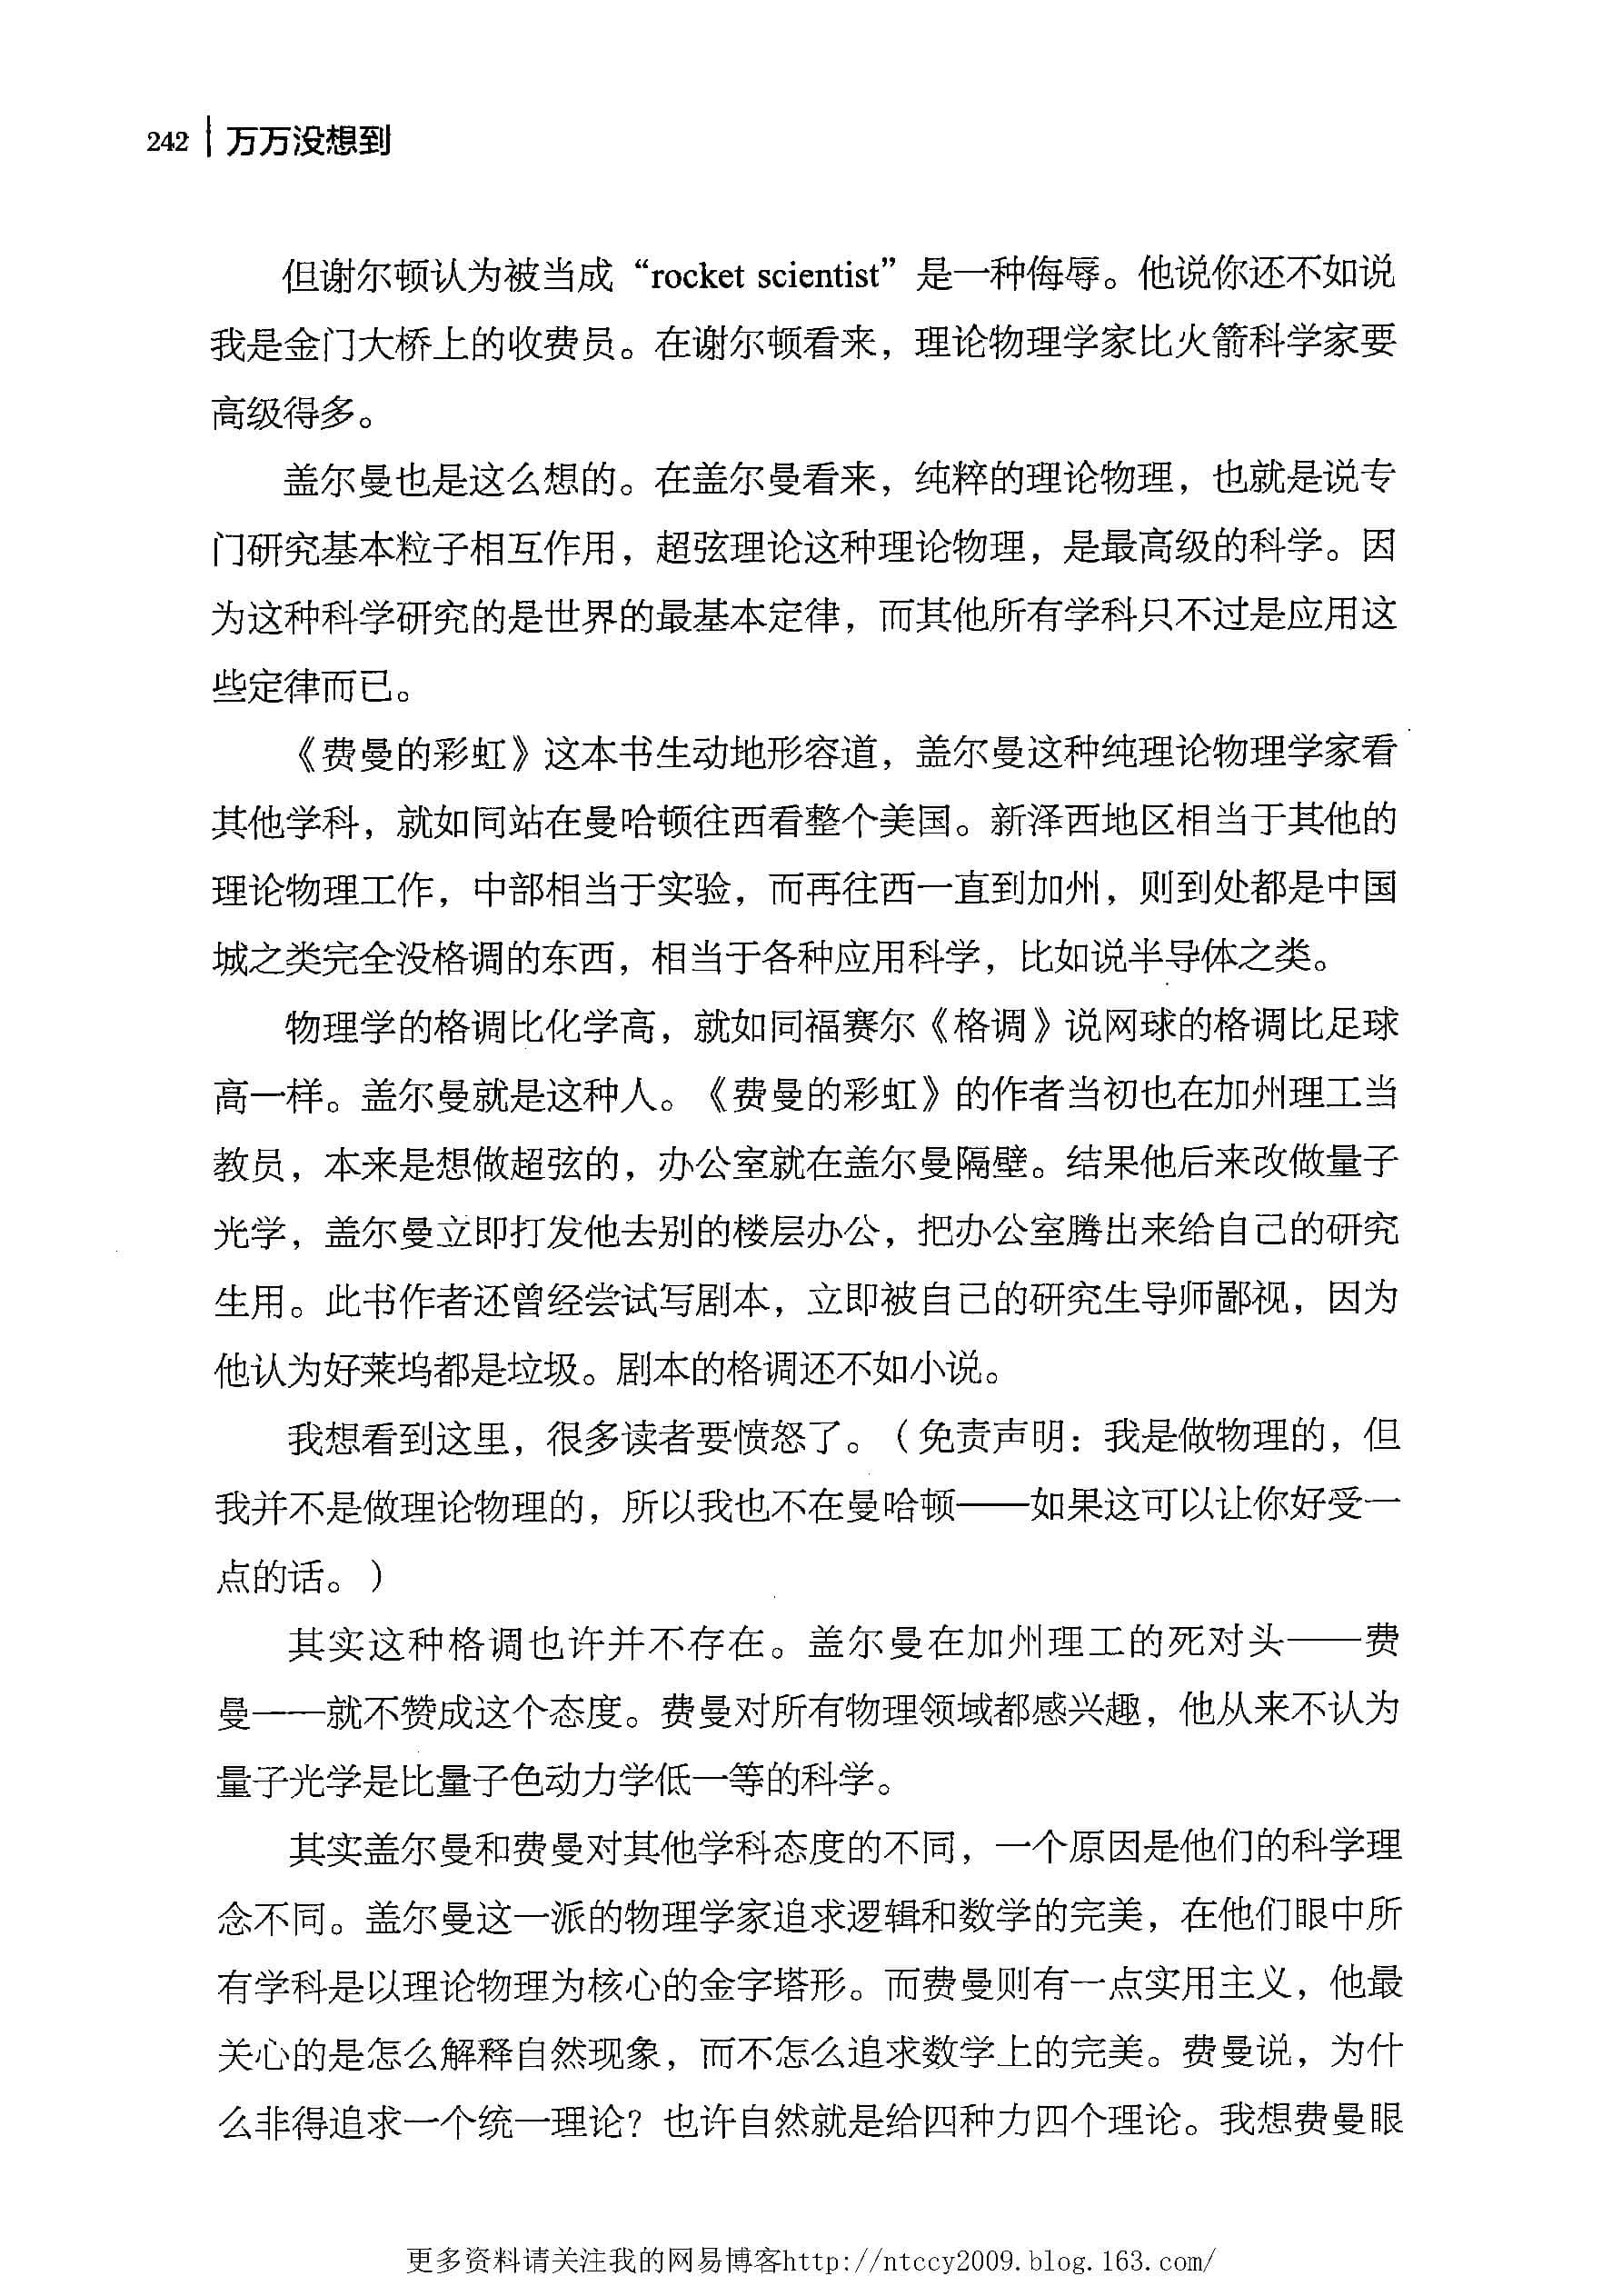 242 万万没想到
但谢尔顿认为被当成“rocket scientist”是一种侮辱。他说你还不如说
我是金门大桥上的收费员。在谢尔顿看来，理论物理学家比火箭科学家要
高级得多。
盖尔曼也是这么想的。在盖尔曼看来，纯粹的理论物理，也就是说专
门研究基本粒子相互作用，超弦理论这种理论物理，是最高级的科学。因
为这种科学研究的是世界的最基本定律，而其他所有学科只不过是应用这
些定律而已。
《费曼的彩虹》这本书生动地形容道，盖尔曼这种纯理论物理学家看
其他学科，就如同站在曼哈顿往西看整个美国。新泽西地区相当于其他的
理论物理工作，中部相当于实验，而再往西一直到加州，则到处都是中国
城之类完全没格调的东西，相当于各种应用科学，比如说半导体之类。
物理学的格调比化学高，就如同福赛尔《格调》说网球的格调比足球
高一样。盖尔曼就是这种人。《费曼的彩虹》的作者当初也在加州理工当
教员，本来是想做超弦的，办公室就在盖尔曼隔壁。结果他后来改做量子
光学，盖尔曼立即打发他去别的楼层办公，把办公室腾出来给自己的研究
生用。此书作者还曾经尝试写剧本，立即被自己的研究生导师鄙视，因为
他认为好莱坞都是垃圾。剧本的格调还不如小说。
我想看到这里，很多读者要愤怒了。（免责声明：我是做物理的，但
我并不是做理论物理的，所以我也不在曼哈顿——如果这可以让你好受一
点的话。）
其实这种格调也许并不存在。盖尔曼在加州理工的死对头——费
曼——就不赞成这个态度。费曼对所有物理领域都感兴趣，他从来不认为
量子光学是比量子色动力学低一等的科学。
其实盖尔曼和费曼对其他学科态度的不同，一个原因是他们的科学理
念不同。盖尔曼这一派的物理学家追求逻辑和数学的完美，在他们眼中所
有学科是以理论物理为核心的金字塔形。而费曼则有一点实用主义，他最
关心的是怎么解释自然现象，而不怎么追求数学上的完美。费曼说，为什
么非得追求一个统一理论？也许自然就是给四种力四个理论。我想费曼眼
更多资料请关注我的网易博客http://ntccy2009.blog.163.com/